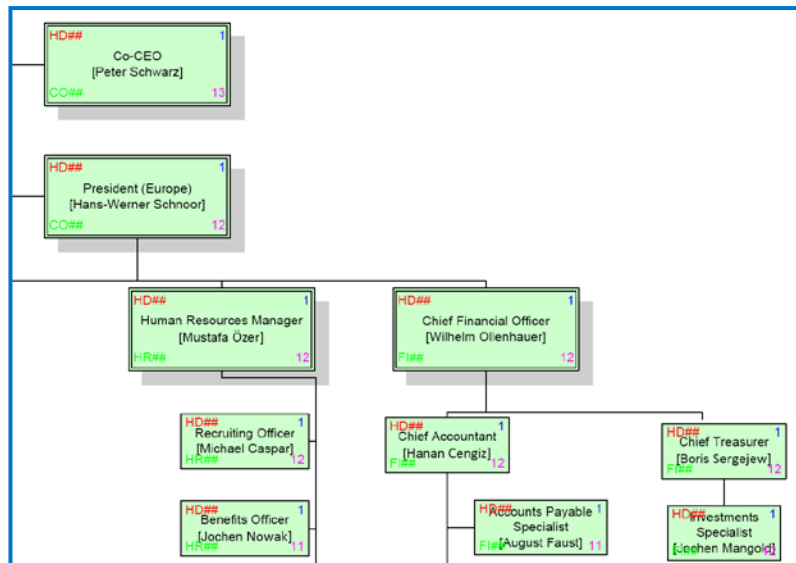 HD## 1
Co-CEO
[Peter Schwarz]
CO## 13
HD## 1
President (Europe)
[Hans-Werner Schnoor]
CO## 12
HD## 1
Human Resources Manager
[Mustafa Özer]
HR## 12
HD## 1
Chief Financial Officer
[Wilhelm Ollenhauer]
FI## 12
HD## 1
Recruiting Officer
[Michael Caspar]
HR## 12
HD## 1
Chief Accountant
[Hanan Cengiz]
FI## 12
HD## 1
Chief Treasurer
[Boris Sergejew]
FI## 12
HD## 1
Benefits Officer
[Jochen Nowak]
HR## 11
HD## 1
Accounts Payable
Specialist
[August Faust]
FI## 11
HD## 1
Investments
Specialist
[Jochen Mangold]
FI## 12